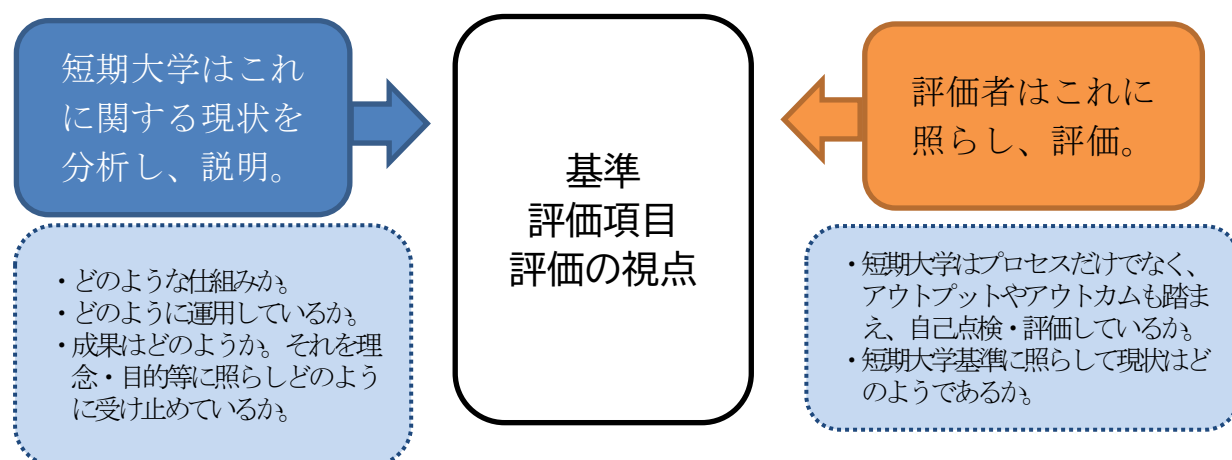 短期大学はこれ
に関する現状を
分析し、説明。
・どのような仕組みか。
・どのように運用しているか。
・成果はどのようか。それを理
念・目的等に照らしどのよう
に受け止めているか。
基準
評価項目
評価の視点
評価者はこれに
照らし、評価。
・短期大学はプロセスだけでなく、
アウトプットやアウトカムも踏ま
え、自己点検・評価しているか。
・短期大学基準に照らして現状はど
のようであるか。